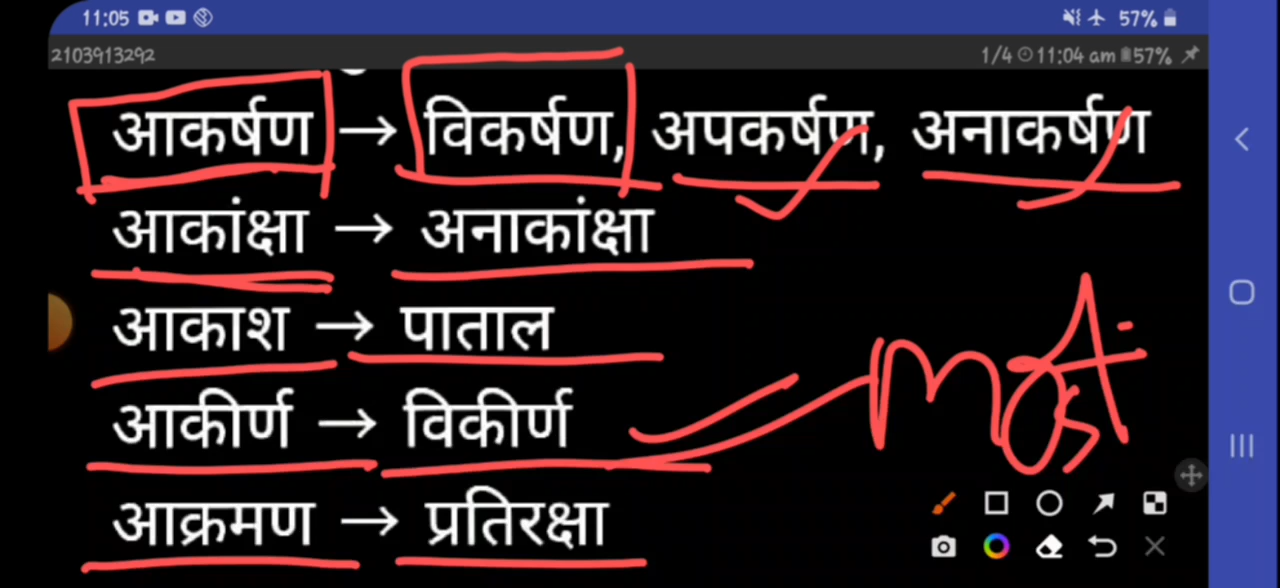 11:05 57%
2103913292 1/4 11:04 am 57%
आकर्षण → विकर्षण, अपकर्षण, अनाकर्षण
आकांक्षा → अनाकांक्षा
आकाश → पाताल
आकीर्ण → विकीर्ण
most
आक्रमण → प्रतिरक्षा